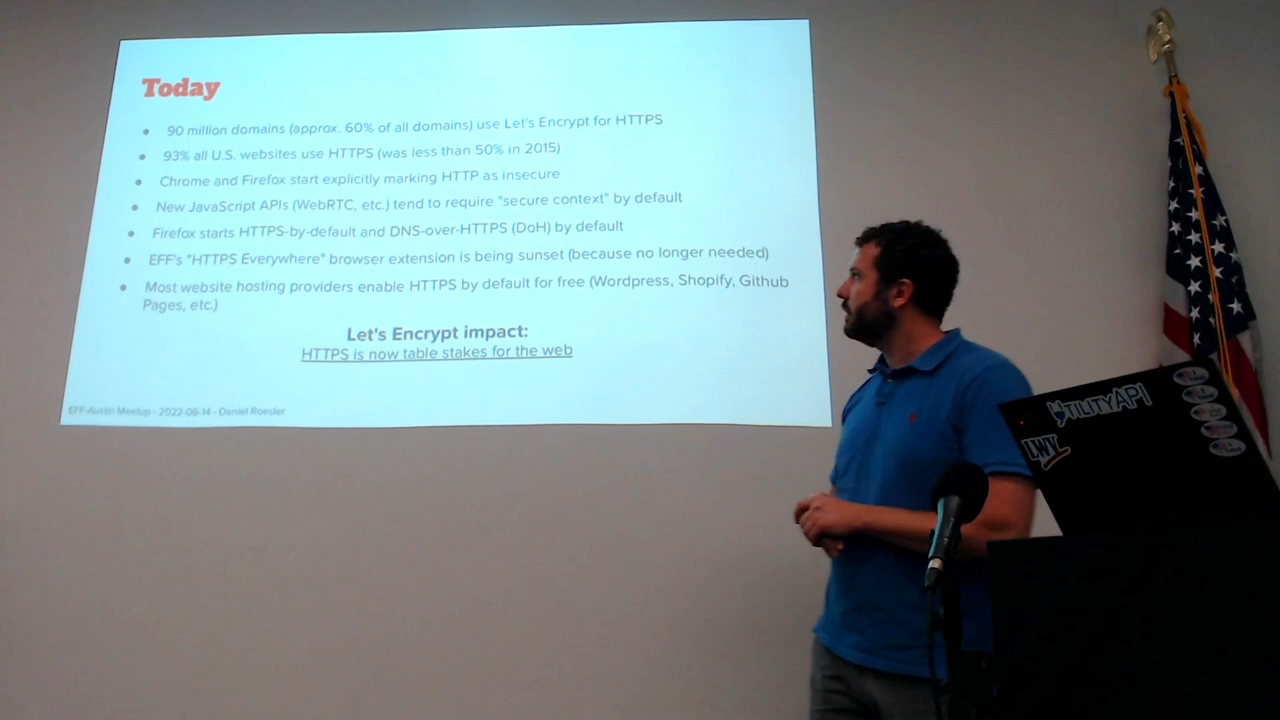 Today
90 million domains (approx. 60% of all domains) use Let's Encrypt for HTTPS
93% all U.S. websites use HTTPS (was less than 50% in 2015)
Chrome and Firefox start explicitly marking HTTP as insecure
New JavaScript APIs (WebRTC, etc.) tend to require "secure context" by default
Firefox starts HTTPS-by-default and DNS-over-HTTPS (DoH) by default
EFF's "HTTPS Everywhere" browser extension is being sunset (because no longer needed)
Most website hosting providers enable HTTPS by default for free (Wordpress, Shopify, Github
Pages, etc.)
Let's Encrypt impact:
HTTPS is now table stakes for the web
EFF-Austin Meetup - 2022-06-14 - Daniel Roesler
UTILITYAPI
LWV